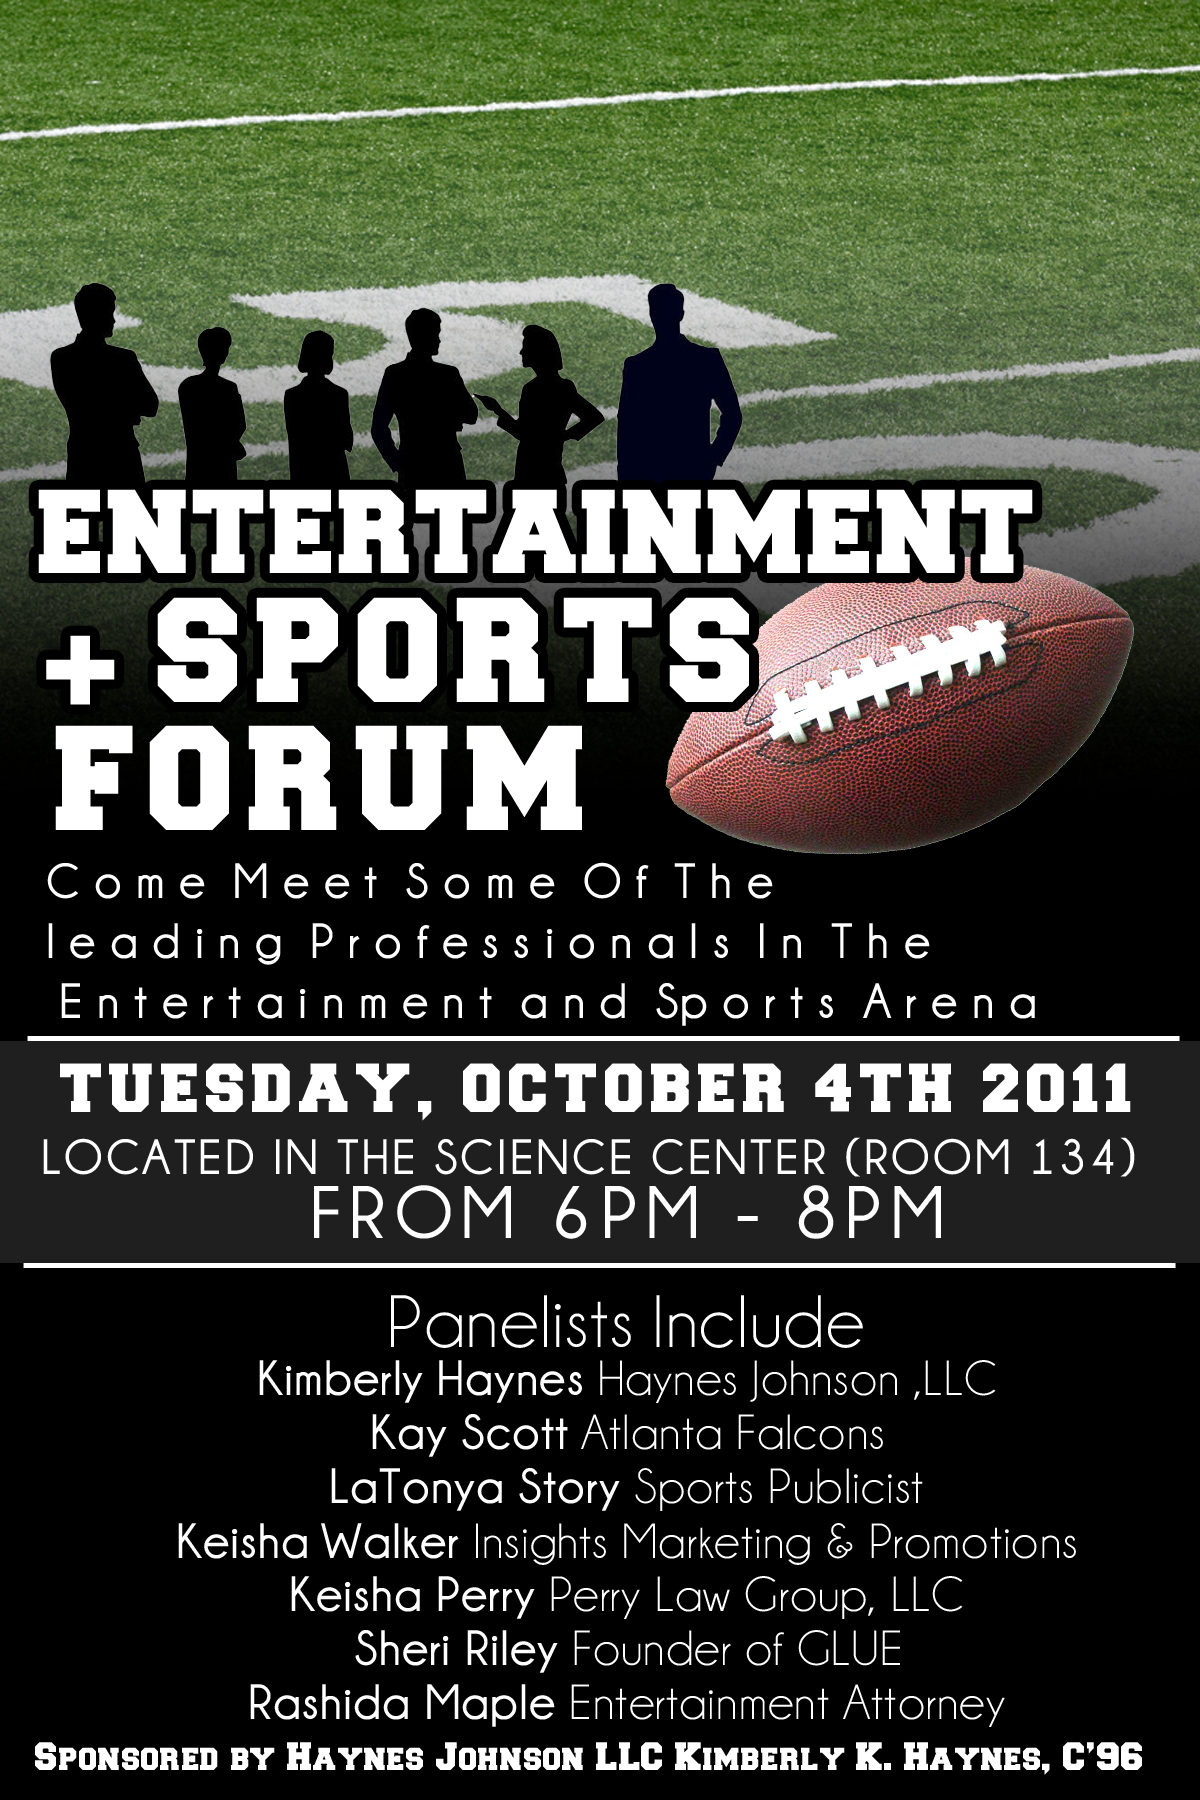 ENTERTAINMENT
+ SPORTS
FORUM
Come Meet Some Of The
leading Professionals In The
Entertainment and Sports Arena
TUESDAY, OCTOBER 4TH 2011
LOCATED IN THE SCIENCE CENTER (ROOM 134)
FROM 6PM - 8PM
Panelists Include
Kimberly Haynes Haynes Johnson ,LLC
Kay Scott Atlanta Falcons
LaTonya Story Sports Publicist
Keisha Walker Insights Marketing & Promotions
Keisha Perry Perry Law Group, LLC
Sheri Riley Founder of GLUE
Rashida Maple Entertainment Attorney
Sponsored by Haynes Johnson LLC Kimberly K. Haynes, C'96